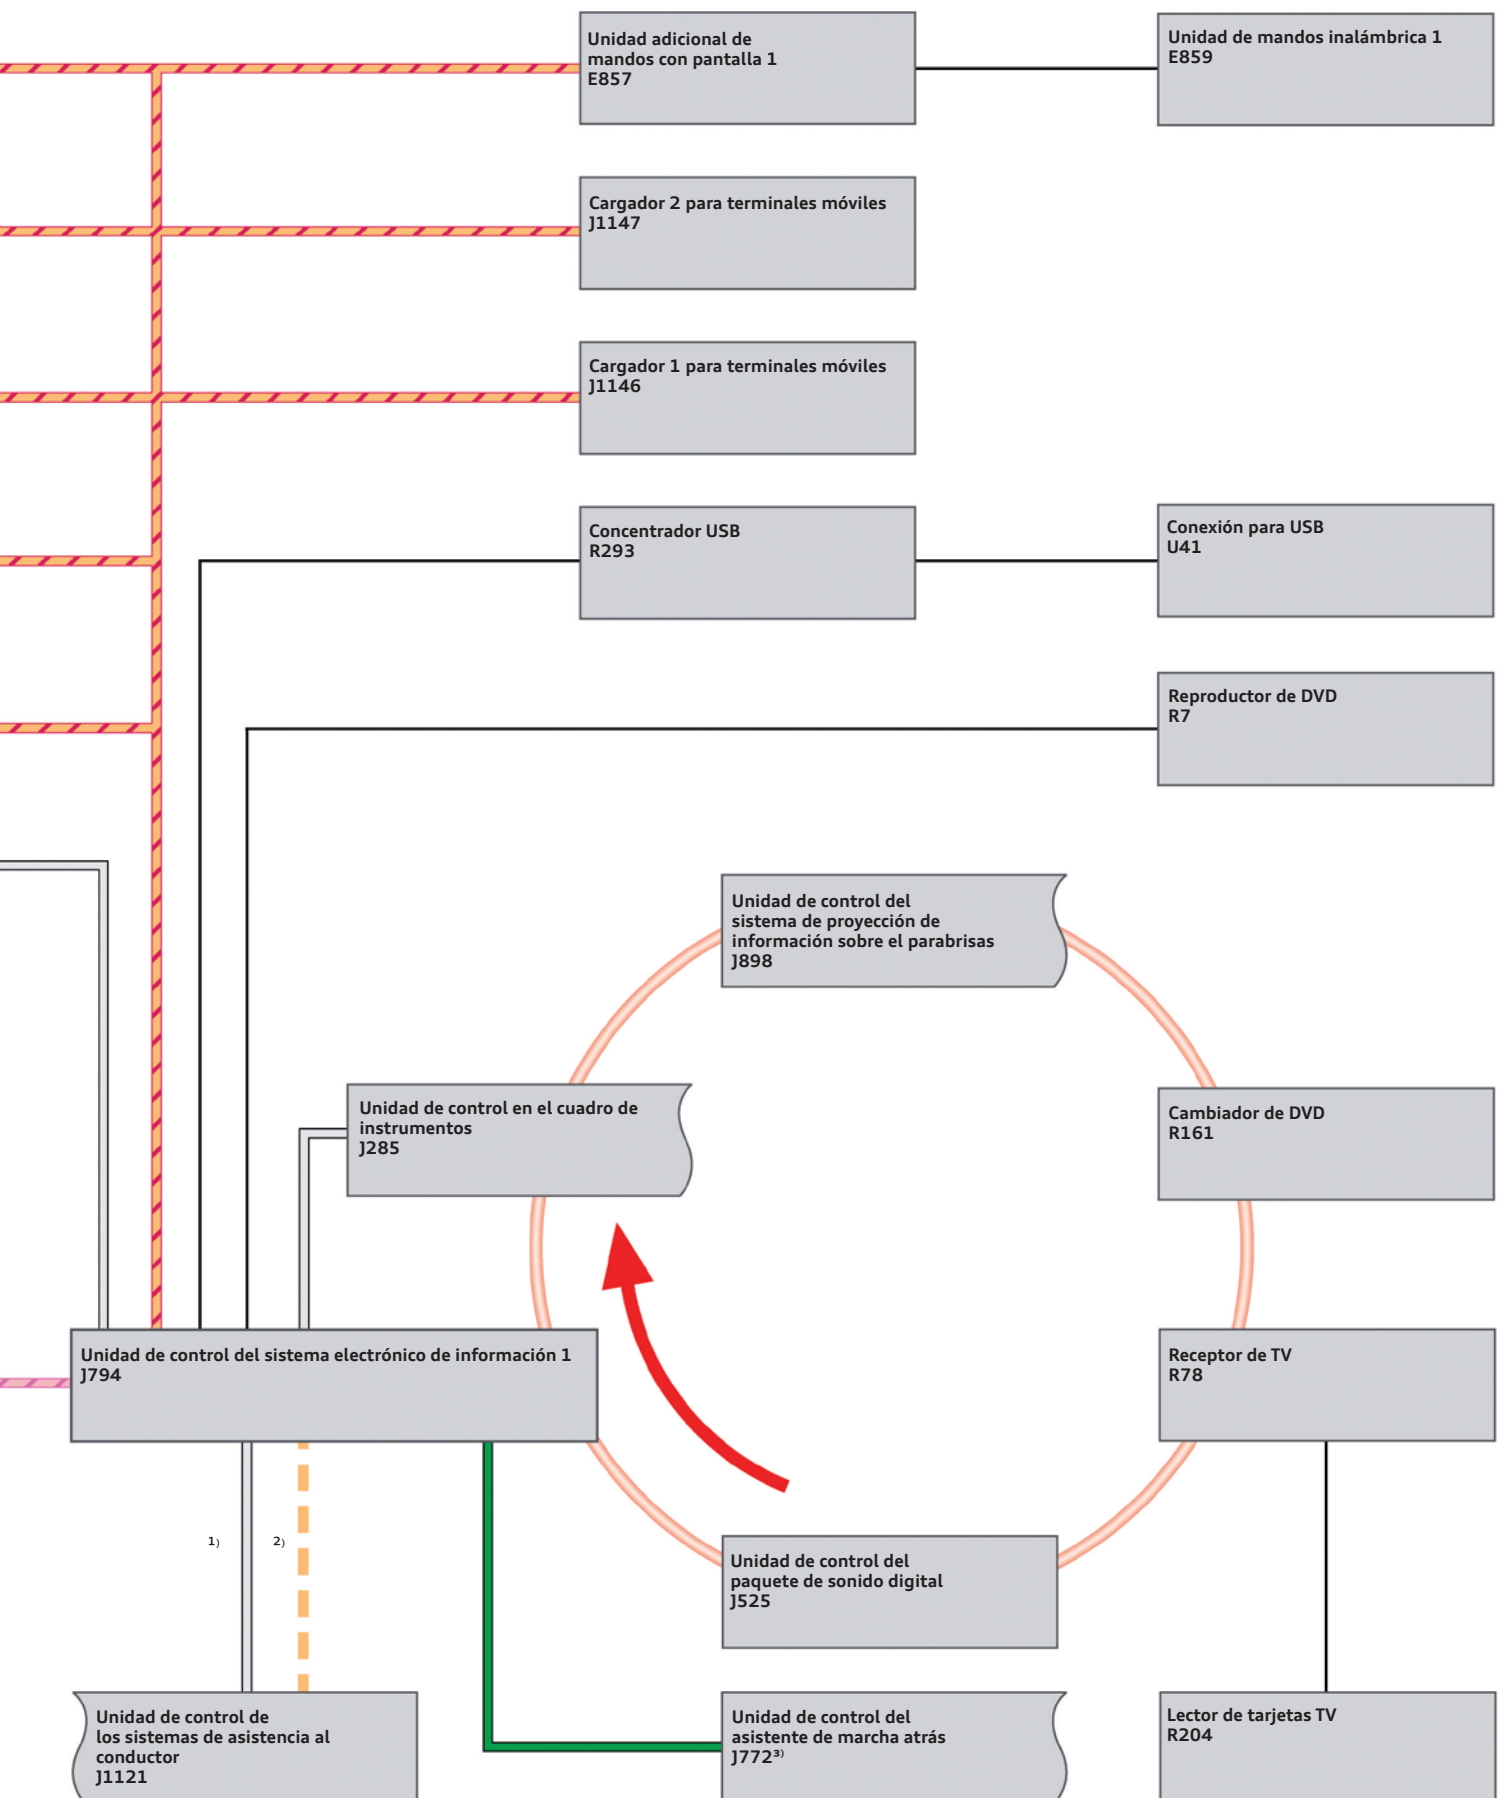 Unidad adicional de
mandos con pantalla 1
E857
Unidad de mandos inalámbrica 1
E859
Cargador 2 para terminales móviles
J1147
Cargador 1 para terminales móviles
J1146
Concentrador USB
R293
Conexión para USB
U41
Reproductor de DVD
R7
Unidad de control del
sistema de proyección de
información sobre el parabrisas
J898
Unidad de control en el cuadro de
instrumentos
J285
Cambiador de DVD
R161
Unidad de control del sistema electrónico de información 1
J794
Receptor de TV
R78
1)
2)
Unidad de control del
paquete de sonido digital
J525
Unidad de control de
los sistemas de asistencia al
conductor
J1121
Unidad de control del
asistente de marcha atrás
J772³⁾
Lector de tarjetas TV
R204